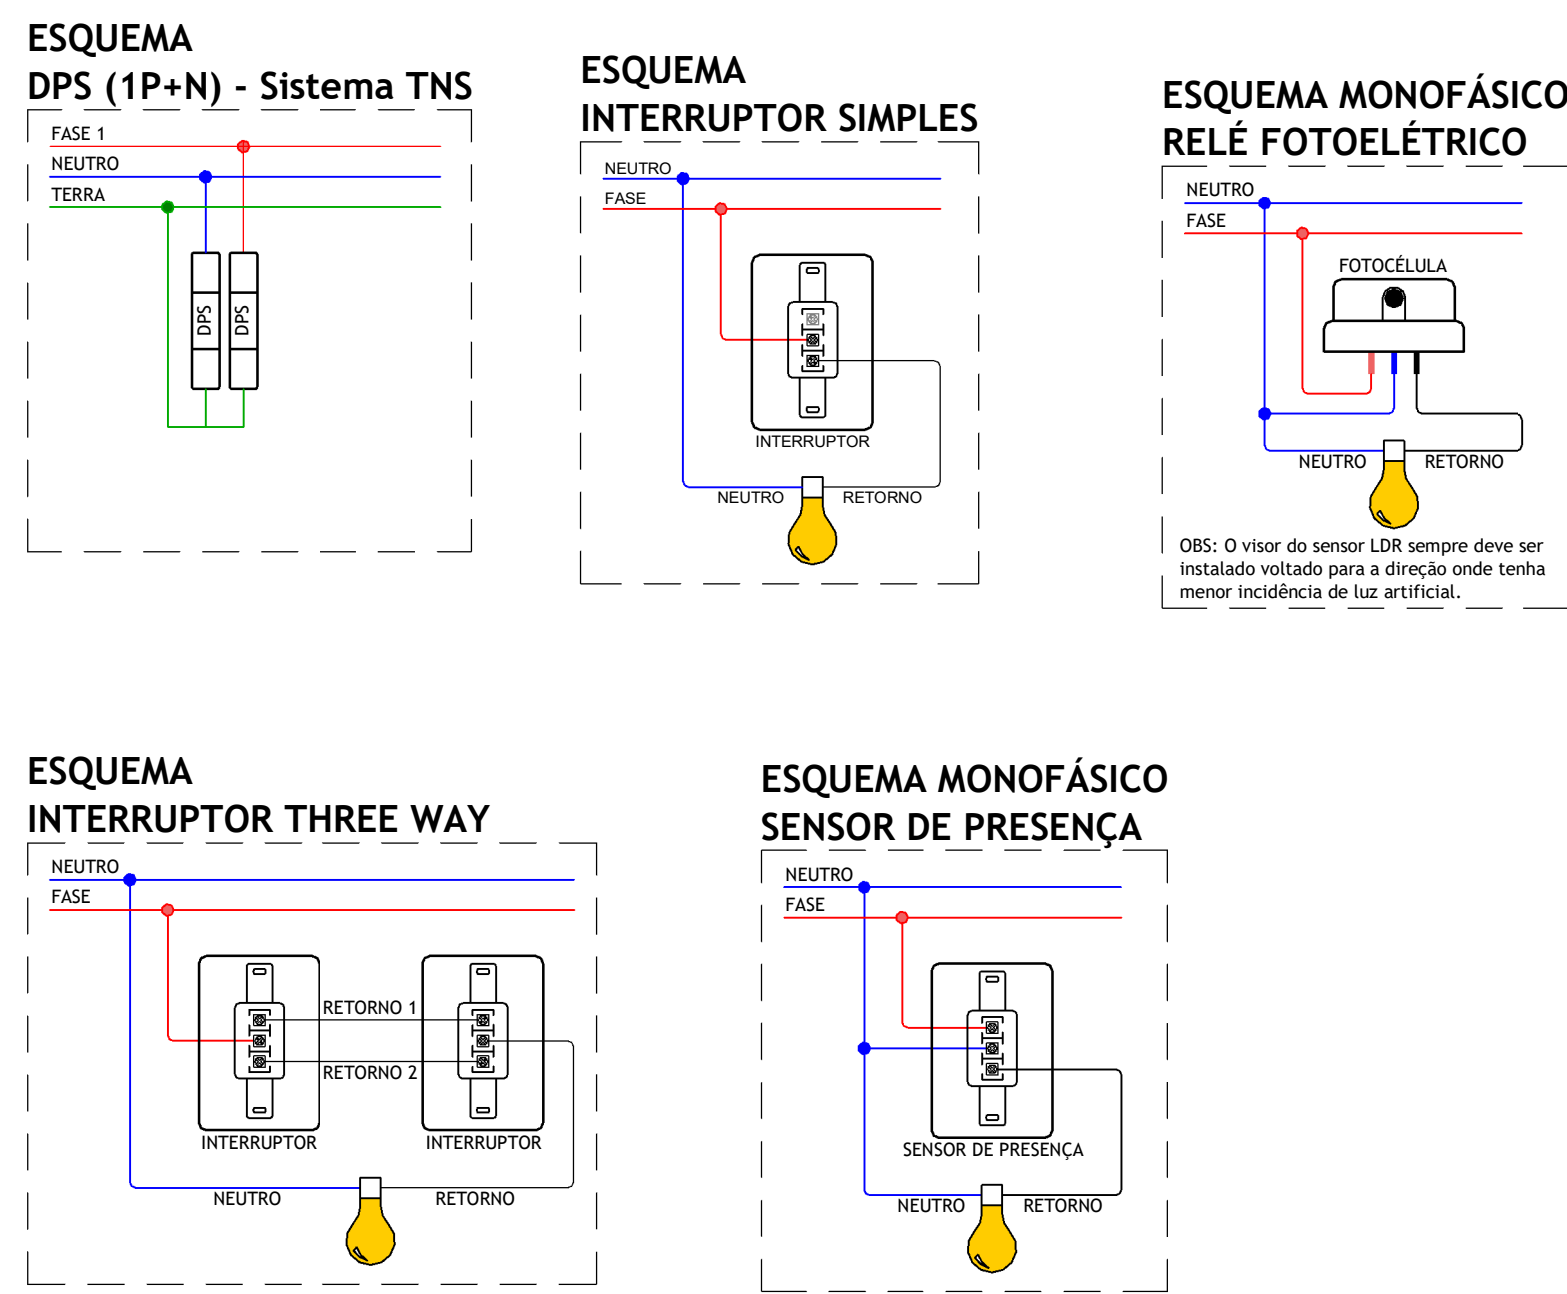 ESQUEMA
DPS (1P+N) - Sistema TNS
FASE 1
NEUTRO
TERRA
DPS
DPS
ESQUEMA
INTERRUPTOR SIMPLES
NEUTRO
FASE
INTERRUPTOR
NEUTRO
RETORNO
ESQUEMA MONOFÁSICO
RELÉ FOTOELÉTRICO
NEUTRO
FASE
FOTOCÉLULA
NEUTRO
RETORNO
OBS: O visor do sensor LDR sempre deve ser
instalado voltado para a direção onde tenha
menor incidência de luz artificial.
ESQUEMA
INTERRUPTOR THREE WAY
NEUTRO
FASE
RETORNO 1
RETORNO 2
INTERRUPTOR
INTERRUPTOR
NEUTRO
RETORNO
ESQUEMA MONOFÁSICO
SENSOR DE PRESENÇA
NEUTRO
FASE
SENSOR DE PRESENÇA
NEUTRO
RETORNO